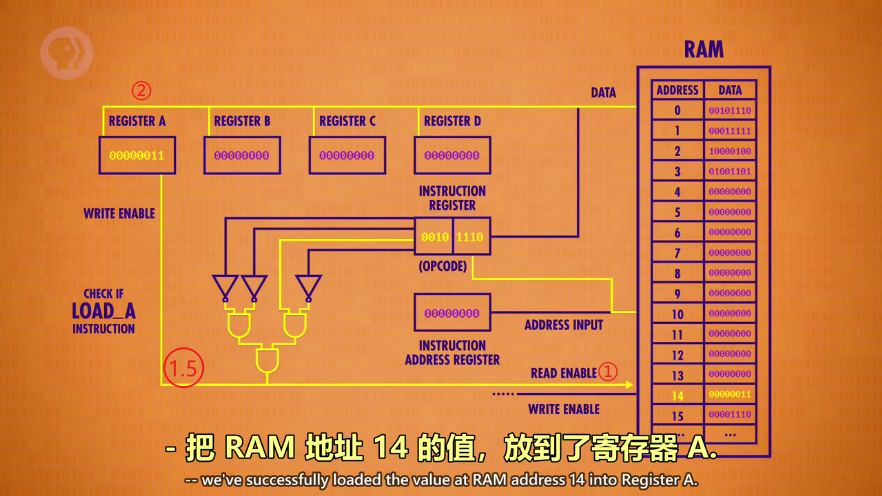 PBS
RAM
②
DATA
ADDRESS DATA
REGISTER A REGISTER B REGISTER C REGISTER D
00000011 00000000 00000000 00000000
0 00101110
1 00011111
2 10000100
3 01001101
4 00000000
5 00000000
6 00000000
7 00000000
8 00000000
9 00000000
10 00000000
11 00000000
12 00000000
13 00000000
14 00000011
15 00001110
... ...
INSTRUCTION
REGISTER
WRITE ENABLE
0010 1110
(OPCODE)
CHECK IF
LOAD_A
INSTRUCTION
00000000
ADDRESS INPUT
INSTRUCTION
ADDRESS REGISTER
1.5
READ ENABLE ①
WRITE ENABLE
- 把 RAM 地址 14 的值，放到了寄存器 A.
-- we've successfully loaded the value at RAM address 14 into Register A.